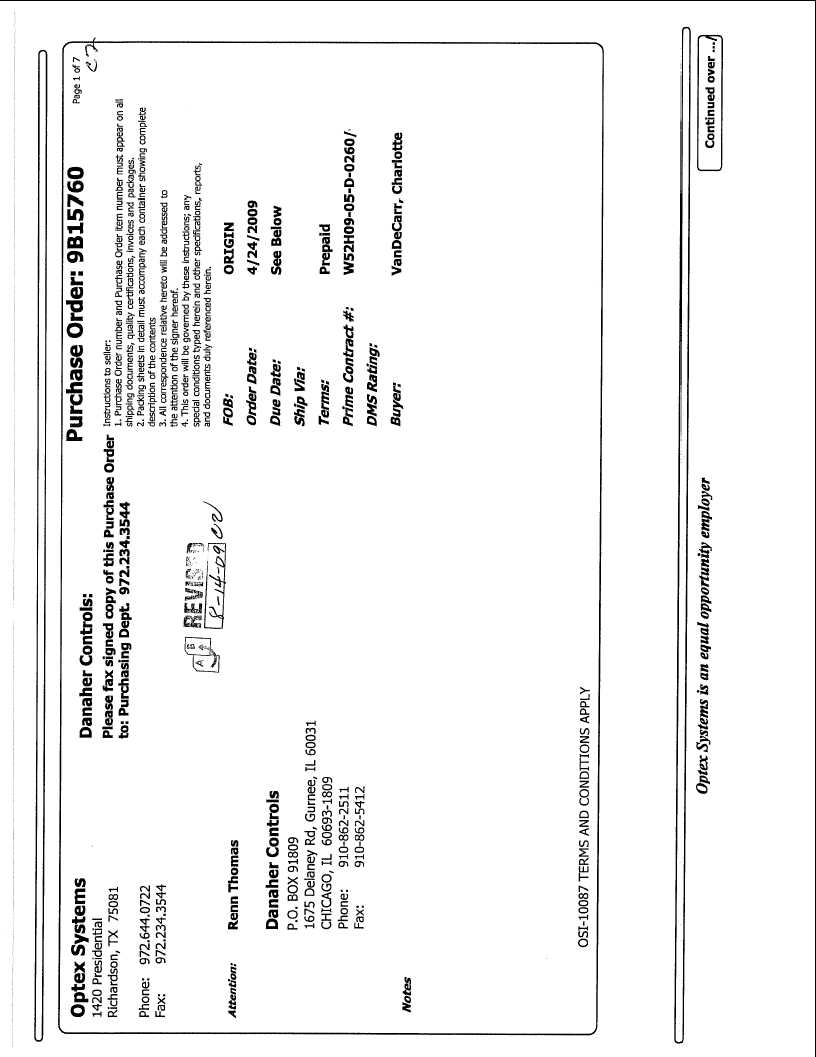 Optex Systems
1420 Presidential
Richardson, TX 75081
Phone: 972.644.0722
Fax: 972.234.3544
Danaher Controls:
Please fax signed copy of this Purchase Order
to: Purchasing Dept. 972.234.3544
Purchase Order: 9B15760
Page 1 of 7
Instructions to seller:
1. Purchase Order number and Purchase Order item number must appear on all
shipping documents, quality certifications, invoices and packages.
2. Packing sheets in detail must accompany each container showing complete
description of the contents
3. All correspondence relative hereto will be addressed to
the attention of the signer hereof.
4. This order will be governed by these instructions; any
special conditions typed herein and other specifications, reports,
and documents duly referenced herein.
A B REVISED
8-14-09
Attention: Renn Thomas
Danaher Controls
P.O. BOX 91809
1675 Delaney Rd, Gurnee, IL 60031
CHICAGO, IL 60693-1809
Phone: 910-862-2511
Fax: 910-862-5412
FOB: ORIGIN
Order Date: 4/24/2009
Due Date: See Below
Ship Via:
Terms: Prepaid
Prime Contract #: W52H09-05-D-0260/
DMS Rating:
Buyer: VanDeCarr, Charlotte
Notes
OSI-10087 TERMS AND CONDITIONS APPLY
Continued over .../
Optex Systems is an equal opportunity employer